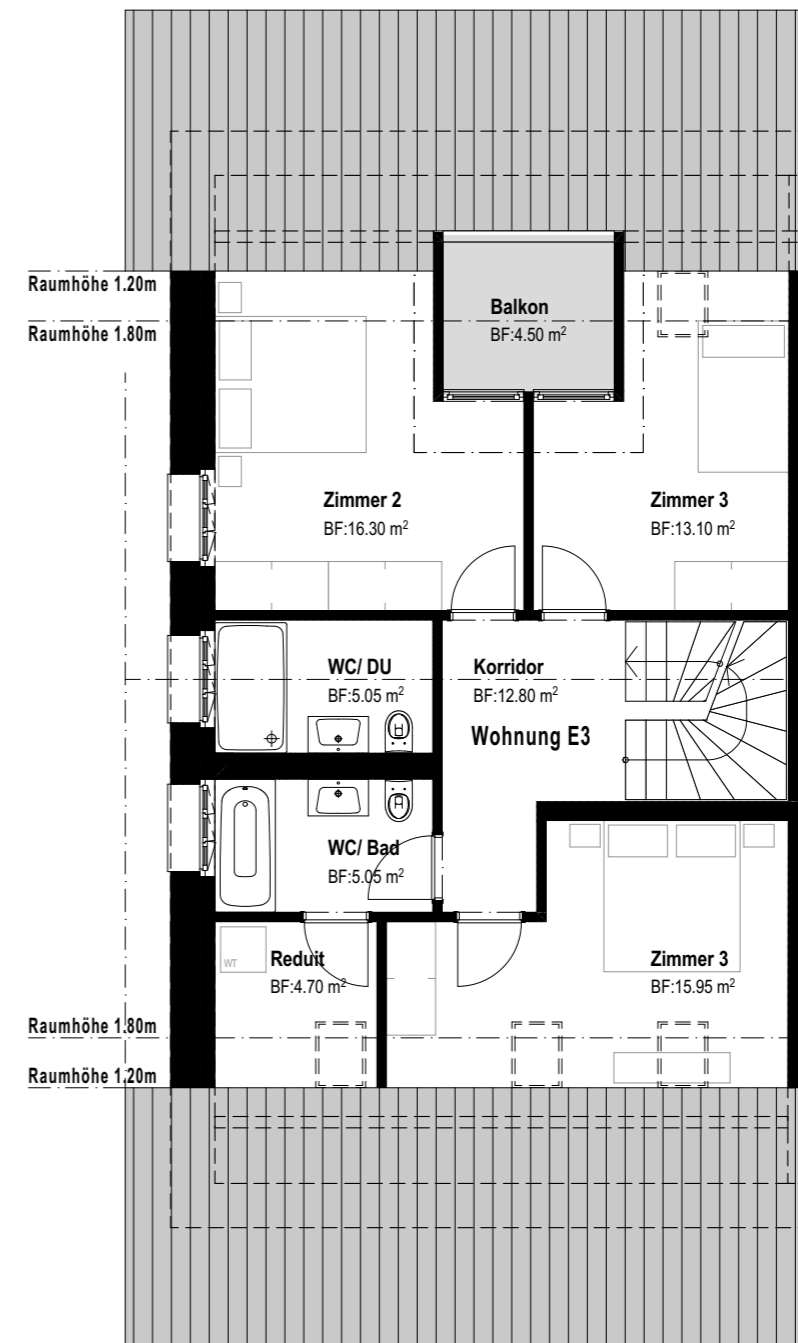 Raumhöhe 1.20m
Raumhöhe 1.80m
Balkon
BF:4.50 m²
Zimmer 2
BF:16.30 m²
Zimmer 3
BF:13.10 m²
WC/ DU
BF:5.05 m²
Korridor
BF:12.80 m²
Wohnung E3
WC/ Bad
BF:5.05 m²
WT
Reduit
BF:4.70 m²
Zimmer 3
BF:15.95 m²
Raumhöhe 1.80m
Raumhöhe 1.20m